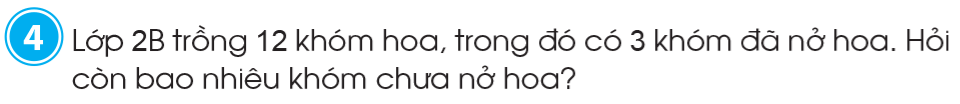 4 Lớp 2B trồng 12 khóm hoa, trong đó có 3 khóm đã nở hoa. Hỏi
còn bao nhiêu khóm chưa nở hoa?